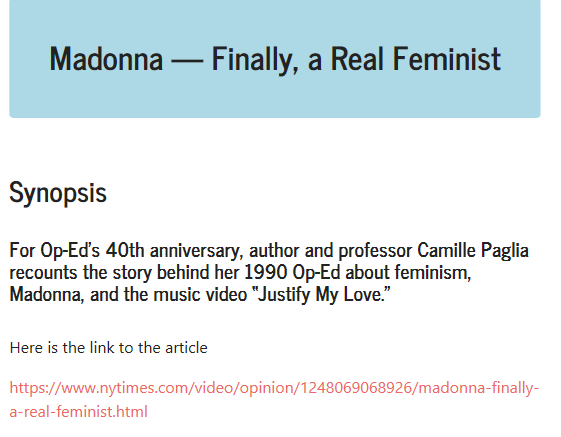 Madonna — Finally, a Real Feminist
Synopsis
For Op-Ed’s 40th anniversary, author and professor Camille Paglia
recounts the story behind her 1990 Op-Ed about feminism,
Madonna, and the music video “Justify My Love.”
Here is the link to the article
https://www.nytimes.com/video/opinion/1248069068926/madonna-finally-
a-real-feminist.html